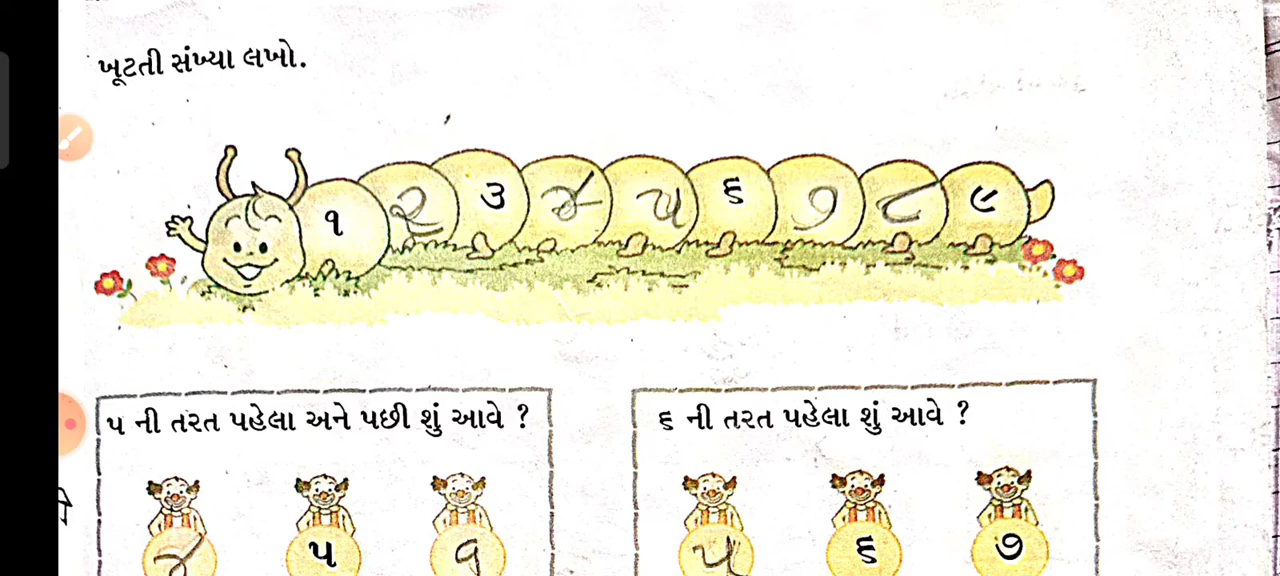 ખૂટતી સંખ્યા લખો.
૧ ૨ ૩ ૪ ૫ ૬ ૭ ૮ ૯
૫ ની તરત પહેલા અને પછી શું આવે ?
૬ ની તરત પહેલા શું આવે ?
૪ ૫
૫ ૬ ૭